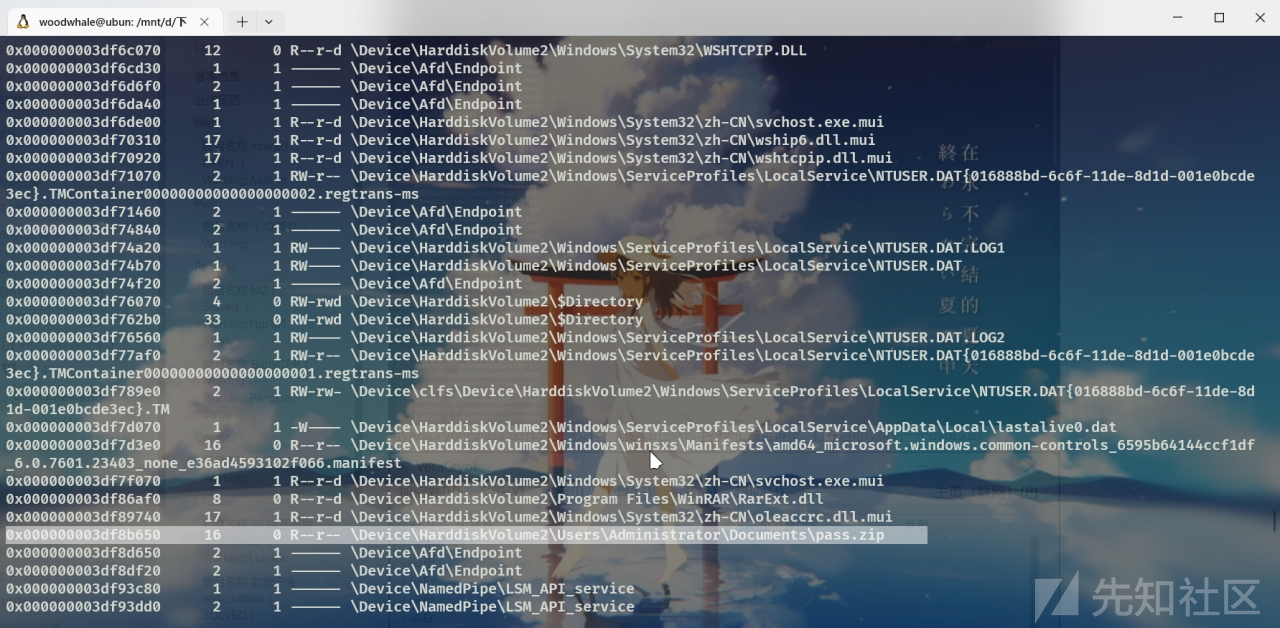 woodwhale@ubun: /mnt/d/下
0x000000003df6c070 12 0 R--r-d \Device\HarddiskVolume2\Windows\System32\WSHTCPIP.DLL
0x000000003df6cd30 1 1 ------ \Device\Afd\Endpoint
0x000000003df6d6f0 2 1 ------ \Device\Afd\Endpoint
0x000000003df6da40 1 1 ------ \Device\Afd\Endpoint
0x000000003df6de00 1 1 R--r-d \Device\HarddiskVolume2\Windows\System32\zh-CN\svchost.exe.mui
0x000000003df70310 17 1 R--r-d \Device\HarddiskVolume2\Windows\System32\zh-CN\wship6.dll.mui
0x000000003df70920 17 1 R--r-d \Device\HarddiskVolume2\Windows\System32\zh-CN\wshtcpip.dll.mui
0x000000003df71070 2 1 RW-r-- \Device\HarddiskVolume2\Windows\ServiceProfiles\LocalService\NTUSER.DAT{016888bd-6c6f-11de-8d1d-001e0bcde
3ec}.TMContainer00000000000000000002.regtrans-ms
0x000000003df71460 2 1 ------ \Device\Afd\Endpoint
0x000000003df74840 2 1 ------ \Device\Afd\Endpoint
0x000000003df74a20 1 1 RW---- \Device\HarddiskVolume2\Windows\ServiceProfiles\LocalService\NTUSER.DAT.LOG1
0x000000003df74b70 1 1 RW---- \Device\HarddiskVolume2\Windows\ServiceProfiles\LocalService\NTUSER.DAT
0x000000003df74f20 2 1 ------ \Device\Afd\Endpoint
0x000000003df76070 4 0 RW-rwd \Device\HarddiskVolume2\$Directory
0x000000003df762b0 33 0 RW-rwd \Device\HarddiskVolume2\$Directory
0x000000003df76560 1 1 RW---- \Device\HarddiskVolume2\Windows\ServiceProfiles\LocalService\NTUSER.DAT.LOG2
0x000000003df77af0 2 1 RW-r-- \Device\HarddiskVolume2\Windows\ServiceProfiles\LocalService\NTUSER.DAT{016888bd-6c6f-11de-8d1d-001e0bcde
3ec}.TMContainer00000000000000000001.regtrans-ms
0x000000003df789e0 2 1 RW-rw- \Device\clfs\Device\HarddiskVolume2\Windows\ServiceProfiles\LocalService\NTUSER.DAT{016888bd-6c6f-11de-8d
1d-001e0bcde3ec}.TM
0x000000003df7d070 1 1 -W---- \Device\HarddiskVolume2\Windows\ServiceProfiles\LocalService\AppData\Local\lastalive0.dat
0x000000003df7d3e0 16 0 R--r-d \Device\HarddiskVolume2\Windows\winsxs\Manifests\amd64_microsoft.windows.common-controls_6595b64144ccf1df
_6.0.7601.23403_none_e36ad4593102f066.manifest
0x000000003df7f070 1 1 R--r-d \Device\HarddiskVolume2\Windows\System32\zh-CN\svchost.exe.mui
0x000000003df86af0 8 0 R--r-d \Device\HarddiskVolume2\Program Files\WinRAR\RarExt.dll
0x000000003df89740 17 1 R--r-d \Device\HarddiskVolume2\Windows\System32\zh-CN\oleaccrc.dll.mui
0x000000003df8b650 16 0 R--r-- \Device\HarddiskVolume2\Users\Administrator\Documents\pass.zip
0x000000003df8d650 2 1 ------ \Device\Afd\Endpoint
0x000000003df8df20 2 1 ------ \Device\Afd\Endpoint
0x000000003df93c80 1 1 ------ \Device\NamedPipe\LSM_API_service
0x000000003df93dd0 2 1 ------ \Device\NamedPipe\LSM_API_service
先知社区